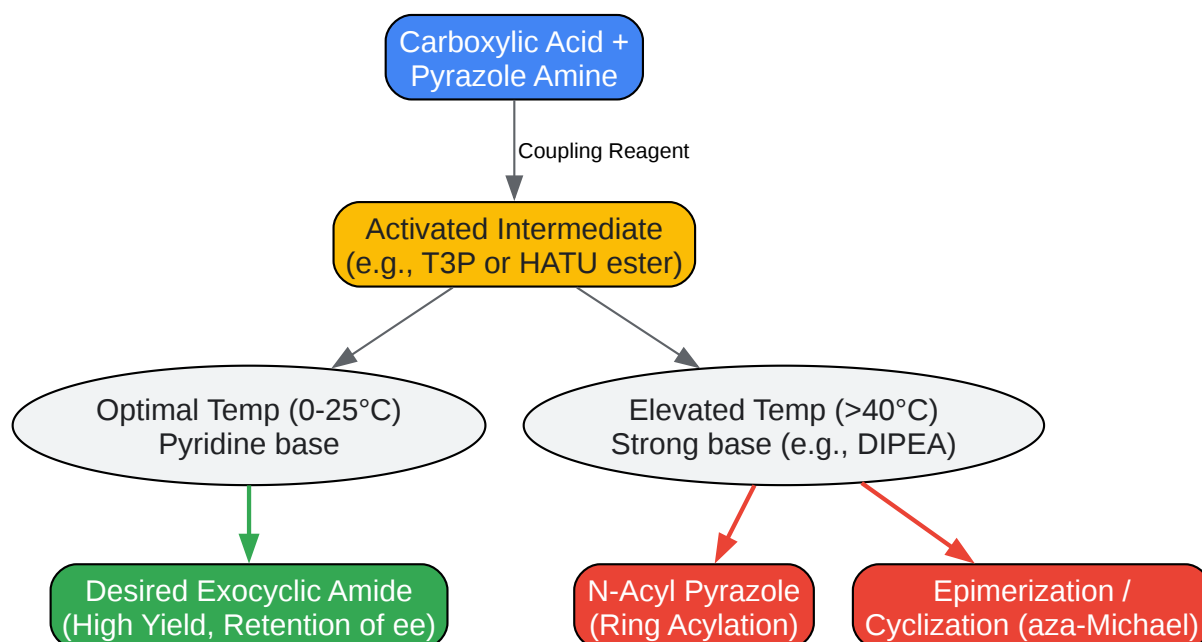 Carboxylic Acid +
Pyrazole Amine
Coupling Reagent
Activated Intermediate
(e.g., T3P or HATU ester)
Optimal Temp (0-25°C)
Pyridine base
Elevated Temp (>40°C)
Strong base (e.g., DIPEA)
Desired Exocyclic Amide
(High Yield, Retention of ee)
N-Acyl Pyrazole
(Ring Acylation)
Epimerization /
Cyclization (aza-Michael)